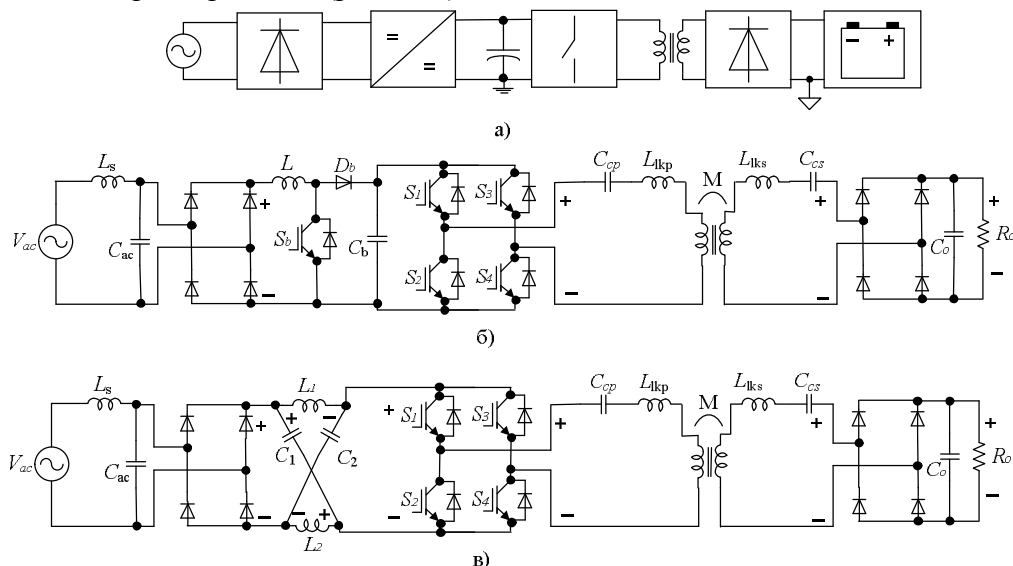 = =
− +
а)
Ls
Vac
Cac
+
−
L
Db
Sb
Cb
S1
S3
S2
S4
+
−
Ccp
Llkp
M
Llks
Ccs
+
−
Co
+
Ro
−
б)
Ls
Vac
Cac
+
−
L1
+
−
C1
C2
−
+
L2
+
S1
S3
S2
S4
−
+
−
Ccp
Llkp
M
Llks
Ccs
+
−
Co
+
Ro
−
в)